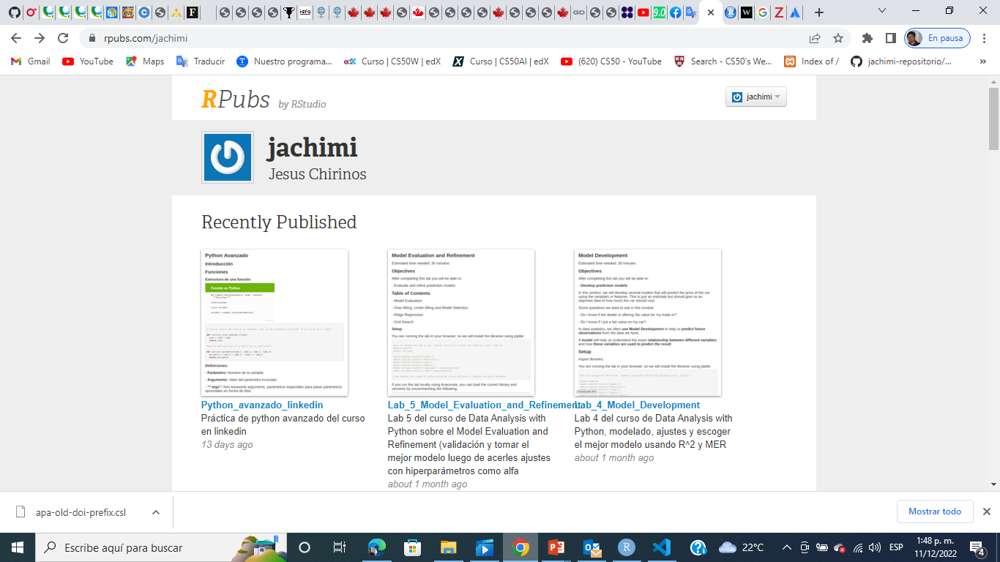 rpubs.com/jachimi
En pausa
Gmail
YouTube
Maps
Traducir
Nuestro programa...
Curso | CS50W | edX
Curso | CS50AI | edX
(620) CS50 - YouTube
Search - CS50's We...
Index of /
jachimi-repositorio/...
»
RPubs by RStudio
jachimi
jachimi
Jesus Chirinos
Recently Published
Python Avanzado
Introducción
Funciones
Estructura de una función
Función en Python
Definiciones:
- Parámetro: Nombre de la variable
- Argumento: Valor del parámetro invocado
- "* args": Non keywords arguments, parámetros especiales para pasar parámetros
opcionales en forma de lista
Python_avanzado_linkedin
Práctica de python avanzado del curso
en linkedin
13 days ago
Model Evaluation and Refinement
Estimated time needed: 30 minutes
Objectives
After completing this lab you will be able to:
- Evaluate and refine prediction models
Table of Contents
- Model Evaluation
- Over-fitting, Under-fitting and Model Selection
- Ridge Regression
- Grid Search
Setup
You are running the lab in your browser, so we will install the libraries using piplite
If you run the lab locally using Anaconda, you can load the correct library and
versions by uncommenting the following:
Lab_5_Model_Evaluation_and_Refinement
Lab 5 del curso de Data Analysis with
Python sobre el Model Evaluation and
Refinement (validación y tomar el
mejor modelo luego de acerles ajustes
con hiperparámetros como alfa
about 1 month ago
Model Development
Estimated time needed: 30 minutes
Objectives
After completing this lab you will be able to:
- Develop prediction models
In this section, we will develop several models that will predict the price of the car
using the variables or features. This is just an estimate but should give us an
objective idea of how much the car should cost.
Some questions we want to ask in this module
- Do I know if the dealer is offering fair value for my trade-in?
- Do I know if I put a fair value on my car?
In data analytics, we often use Model Development to help us predict future
observations from the data we have.
A model will help us understand the exact relationship between different variables
and how these variables are used to predict the result.
Setup
Import libraries:
You are running the lab in your browser, so we will install the libraries using piplite
Lab_4_Model_Development
Lab 4 del curso de Data Analysis with
Python, modelado, ajustes y escoger
el mejor modelo usando R^2 y MER
about 1 month ago
apa-old-doi-prefix.csl
Mostrar todo
Escribe aquí para buscar
22°C
ESP
1:48 p. m.
11/12/2022
4